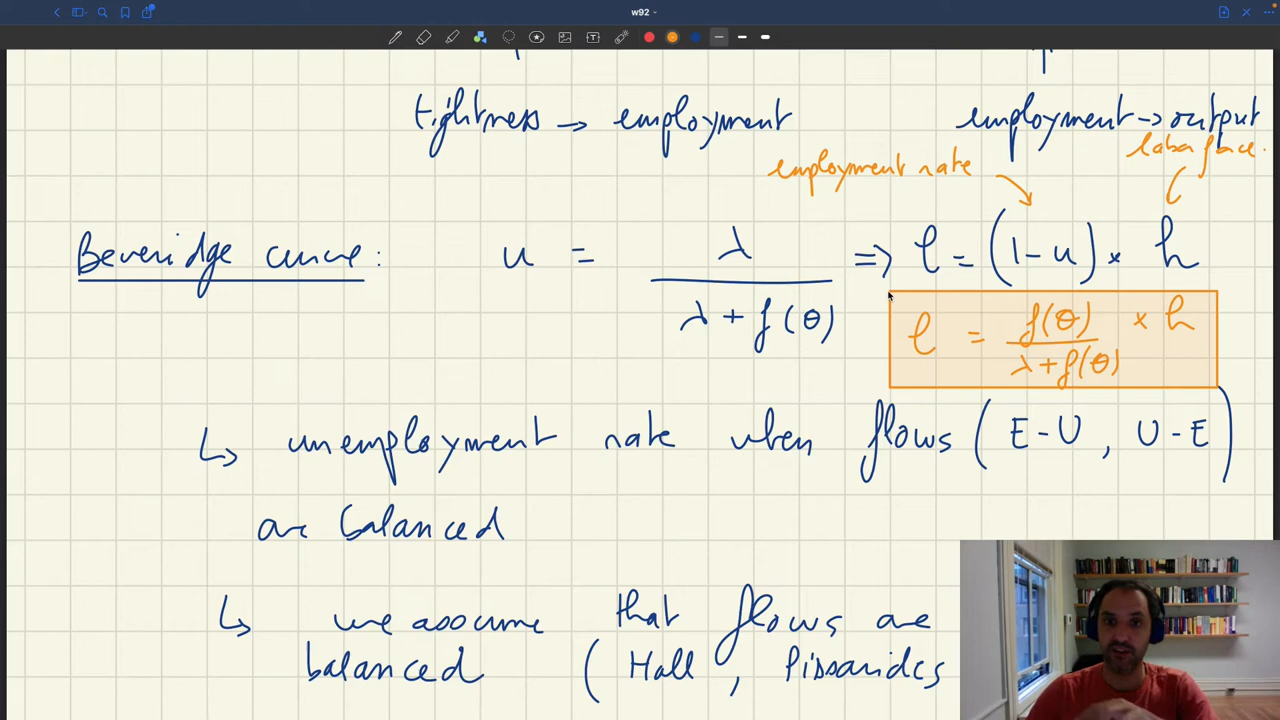 w92
tightness → employment
employment → output
employment rate
labor force.
Beveridge curve: u = λ / (λ + f(θ)) => l = (1 - u) × h
l = f(θ) / (λ + f(θ)) × h
↳ unemployment rate when flows (E-U, U-E)
are balanced
↳ we assume that flows are
balanced (Hall, Pissarides